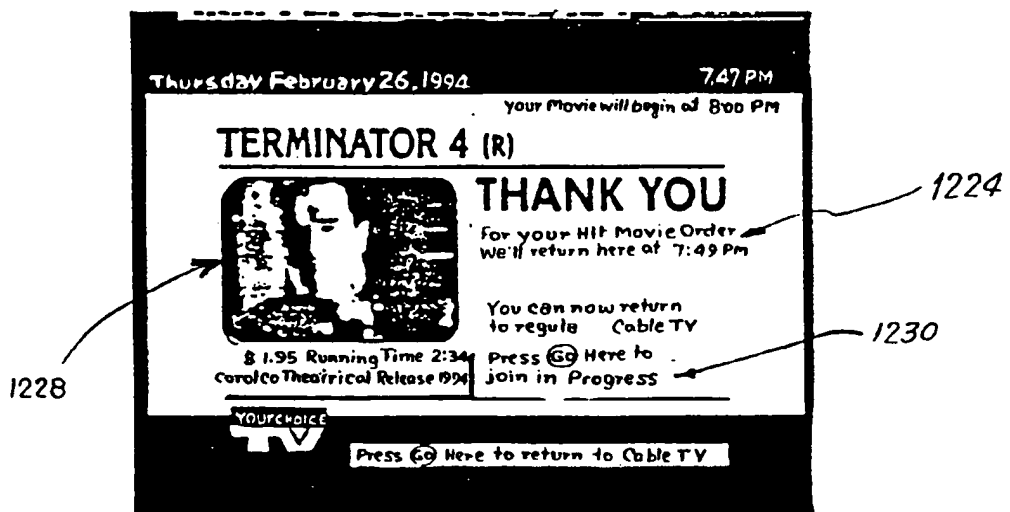 Thursday February 26, 1994 7,47 PM
Your Movie will begin at 8:00 PM
TERMINATOR 4 (R)
THANK YOU
For your Hit Movie Order
We'll return here at 7:49 Pm
1224
1228
You can now return
to regula Cable TV
$ 1.95 Running Time 2:34
Carolco Theatrical Release 1994
Press Go Here to
join in Progress
1230
YOUR CHOICE
TV
Press Go Here to return to Cable TV